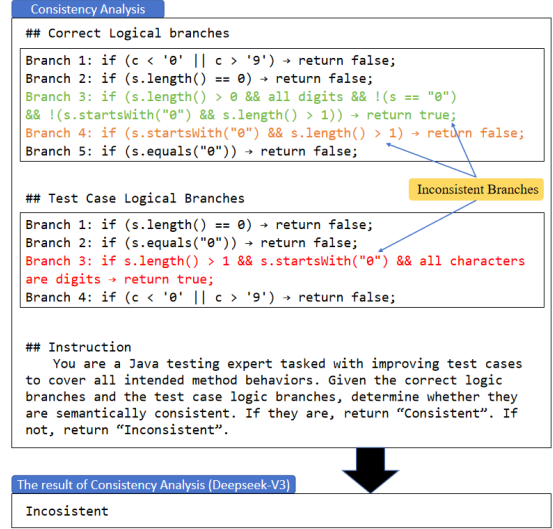 Consistency Analysis
## Correct Logical branches
Branch 1: if (c < '0' || c > '9') → return false;
Branch 2: if (s.length() == 0) → return false;
Branch 3: if (s.length() > 0 && all digits && !(s == "0")
&& !(s.startsWith("0") && s.length() > 1)) → return true;
Branch 4: if (s.startsWith("0") && s.length() > 1) → return false;
Branch 5: if (s.equals("0")) → return false;
Inconsistent Branches
## Test Case Logical Branches
Branch 1: if (s.length() == 0) → return false;
Branch 2: if (s.equals("0")) → return false;
Branch 3: if s.length() > 1 && s.startsWith("0") && all characters
are digits → return true;
Branch 4: if (c < '0' || c > '9') → return false;
## Instruction
You are a Java testing expert tasked with improving test cases
to cover all intended method behaviors. Given the correct logic
branches and the test case logic branches, determine whether they
are semantically consistent. If they are, return “Consistent”. If
not, return “Inconsistent”.
The result of Consistency Analysis (Deepseek-V3)
Incosistent